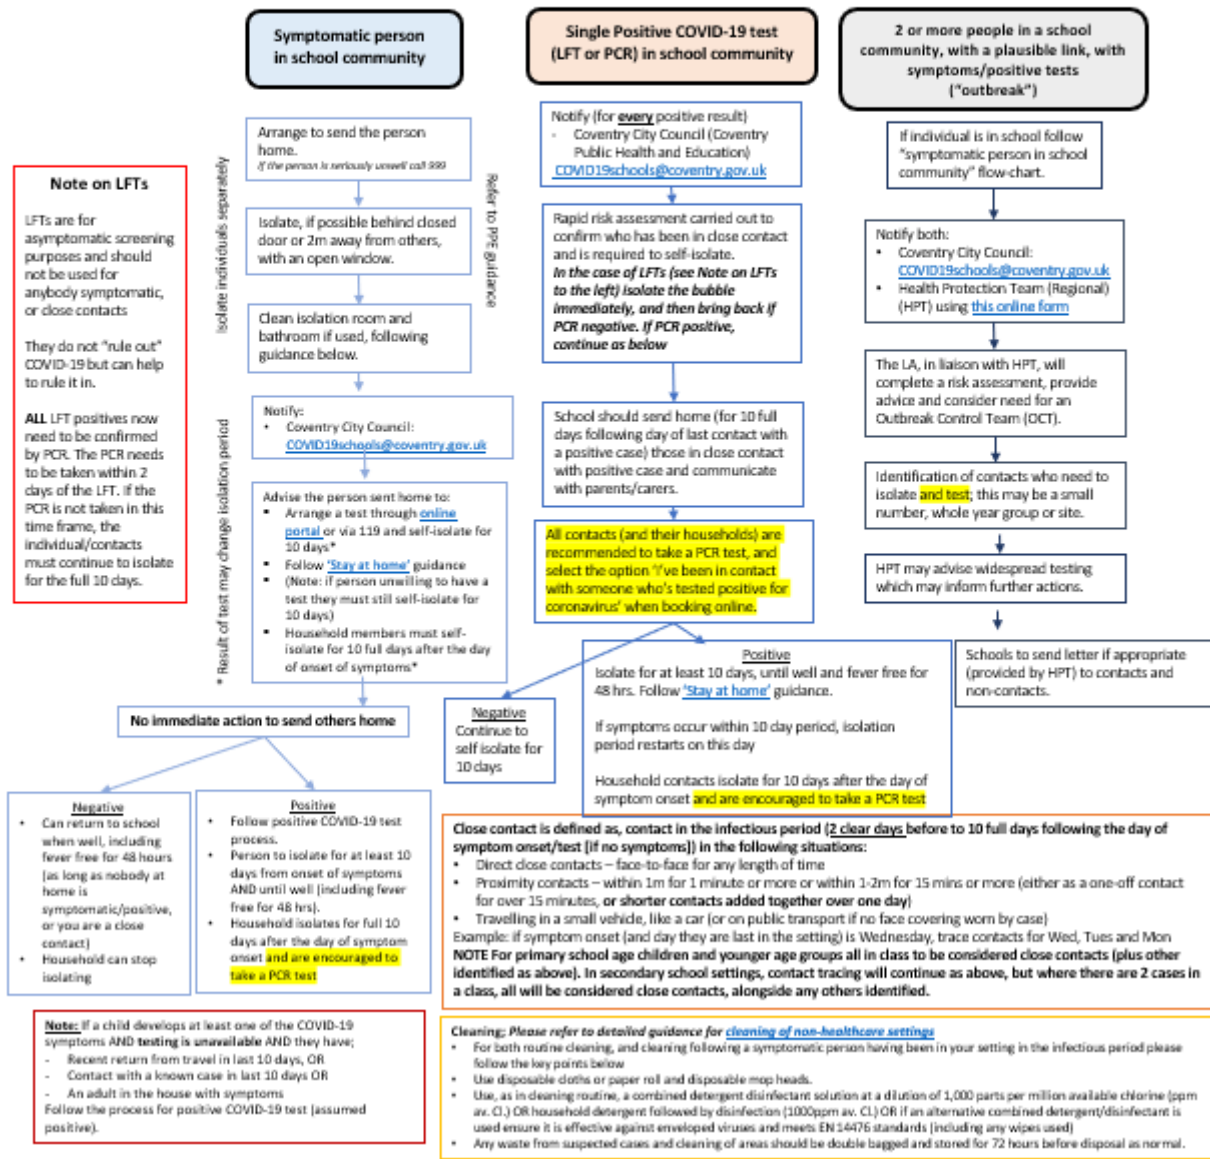 Symptomatic person
in school community
Single Positive COVID-19 test
(LFT or PCR) in school community
2 or more people in a school
community, with a plausible link, with
symptoms/positive tests
("outbreak")
Note on LFTs
LFTs are for
asymptomatic screening
purposes and should
not be used for
anybody symptomatic,
or close contacts
They do not "rule out"
COVID-19 but can help
to rule it in.
ALL LFT positives now
need to be confirmed
by PCR. The PCR needs
to be taken within 2
days of the LFT. If the
PCR is not taken in this
time frame, the
individual/contacts
must continue to isolate
for the full 10 days.
Isolate individuals separately
Refer to PPE guidance
* Result of test may change isolation period
Arrange to send the person
home.
If the person is seriously unwell call 999
Isolate, if possible behind closed
door or 2m away from others,
with an open window.
Clean isolation room and
bathroom if used, following
guidance below.
Notify:
• Coventry City Council:
COVID19schools@coventry.gov.uk
Advise the person sent home to:
▪ Arrange a test through online
portal or via 119 and self-isolate for
10 days*
▪ Follow 'Stay at home' guidance
▪ (Note: if person unwilling to have a
test they must still self-isolate for
10 days)
▪ Household members must self-
isolate for 10 full days after the day
of onset of symptoms*
No immediate action to send others home
Negative
• Can return to school
when well, including
fever free for 48 hours
(as long as nobody at
home is
symptomatic/positive,
or you are a close
contact)
• Household can stop
isolating
Positive
• Follow positive COVID-19 test
process.
• Person to isolate for at least 10
days from onset of symptoms
AND until well (including fever
free for 48 hrs).
• Household isolates for full 10
days after the day of symptom
onset and are encouraged to
take a PCR test
Note: If a child develops at least one of the COVID-19
symptoms AND testing is unavailable AND they have;
- Recent return from travel in last 10 days, OR
- Contact with a known case in last 10 days OR
- An adult in the house with symptoms
Follow the process for positive COVID-19 test (assumed
positive).
Notify (for every positive result)
- Coventry City Council (Coventry
Public Health and Education)
COVID19schools@coventry.gov.uk
Rapid risk assessment carried out to
confirm who has been in close contact
and is required to self-isolate.
In the case of LFTs (see Note on LFTs
to the left) isolate the bubble
immediately, and then bring back if
PCR negative. If PCR positive,
continue as below
School should send home (for 10 full
days following day of last contact with
a positive case) those in close contact
with positive case and communicate
with parents/carers.
All contacts (and their households) are
recommended to take a PCR test, and
select the option 'I've been in contact
with someone who's tested positive for
coronavirus' when booking online.
Negative
Continue to
self isolate for
10 days
Positive
Isolate for at least 10 days, until well and fever free for
48 hrs. Follow 'Stay at home' guidance.
If symptoms occur within 10 day period, isolation
period restarts on this day
Household contacts isolate for 10 days after the day of
symptom onset and are encouraged to take a PCR test
If individual is in school follow
"symptomatic person in school
community" flow-chart.
Notify both:
• Coventry City Council:
COVID19schools@coventry.gov.uk
• Health Protection Team (Regional)
(HPT) using this online form
The LA, in liaison with HPT, will
complete a risk assessment, provide
advice and consider need for an
Outbreak Control Team (OCT).
Identification of contacts who need to
isolate and test; this may be a small
number, whole year group or site.
HPT may advise widespread testing
which may inform further actions.
Schools to send letter if appropriate
(provided by HPT) to contacts and
non-contacts.
Close contact is defined as, contact in the infectious period (2 clear days before to 10 full days following the day of
symptom onset/test [if no symptoms]) in the following situations:
• Direct close contacts – face-to-face for any length of time
• Proximity contacts – within 1m for 1 minute or more or within 1-2m for 15 mins or more (either as a one-off contact
for over 15 minutes, or shorter contacts added together over one day)
• Travelling in a small vehicle, like a car (or on public transport if no face covering worn by case)
Example: if symptom onset (and day they are last in the setting) is Wednesday, trace contacts for Wed, Tues and Mon
NOTE For primary school age children and younger age groups all in class to be considered close contacts (plus other
identified as above). In secondary school settings, contact tracing will continue as above, but where there are 2 cases in
a class, all will be considered close contacts, alongside any others identified.
Cleaning; Please refer to detailed guidance for cleaning of non-healthcare settings
• For both routine cleaning, and cleaning following a symptomatic person having been in your setting in the infectious period please
follow the key points below
• Use disposable cloths or paper roll and disposable mop heads.
• Use, as in cleaning routine, a combined detergent disinfectant solution at a dilution of 1,000 parts per million available chlorine (ppm
av. Cl.) OR household detergent followed by disinfection (1000ppm av. Cl.) OR if an alternative combined detergent/disinfectant is
used ensure it is effective against enveloped viruses and meets EN 14476 standards (including any wipes used)
• Any waste from suspected cases and cleaning of areas should be double bagged and stored for 72 hours before disposal as normal.